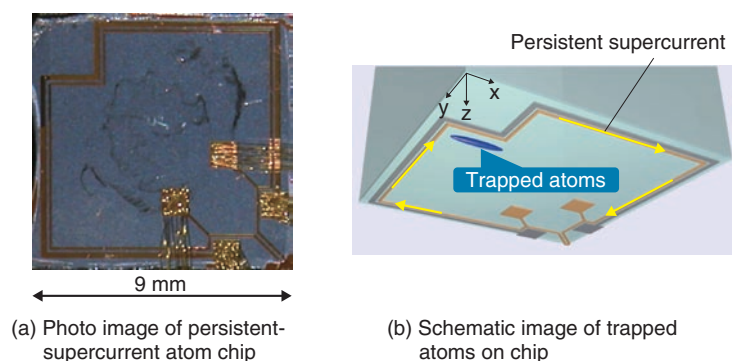 Persistent supercurrent
x
y
z
Trapped atoms
9 mm
(a) Photo image of persistent-
supercurrent atom chip
(b) Schematic image of trapped
atoms on chip